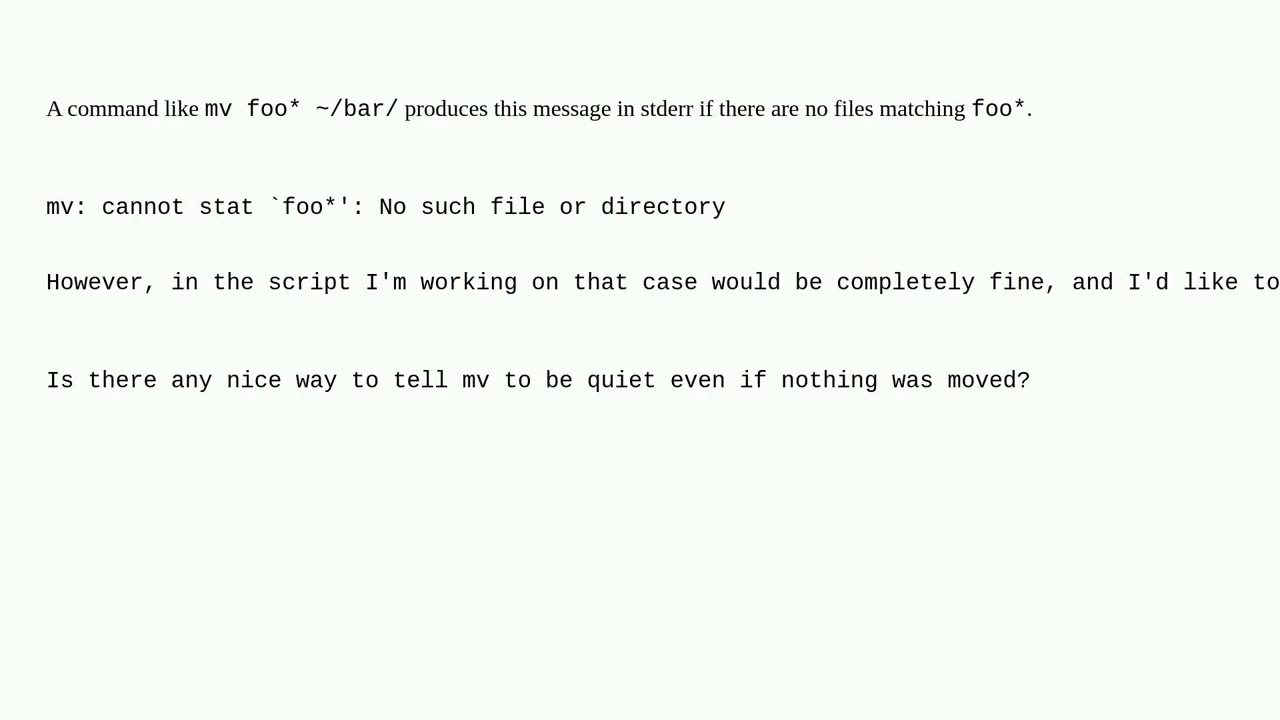 A command like mv foo* ~/bar/ produces this message in stderr if there are no files matching foo*.
mv: cannot stat `foo*': No such file or directory
However, in the script I'm working on that case would be completely fine, and I'd like to
Is there any nice way to tell mv to be quiet even if nothing was moved?